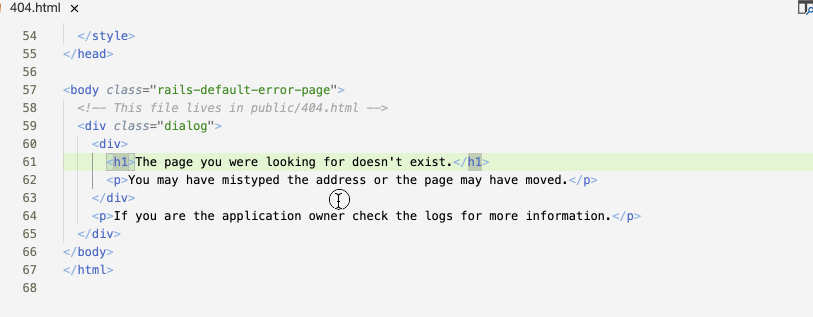 404.html ×
54 </style>
55 </head>
56
57 <body class="rails-default-error-page">
58 <!-- This file lives in public/404.html -->
59 <div class="dialog">
60 <div>
61 <h1>The page you were looking for doesn't exist.</h1>
62 <p>You may have mistyped the address or the page may have moved.</p>
63 </div>
64 <p>If you are the application owner check the logs for more information.</p>
65 </div>
66 </body>
67 </html>
68